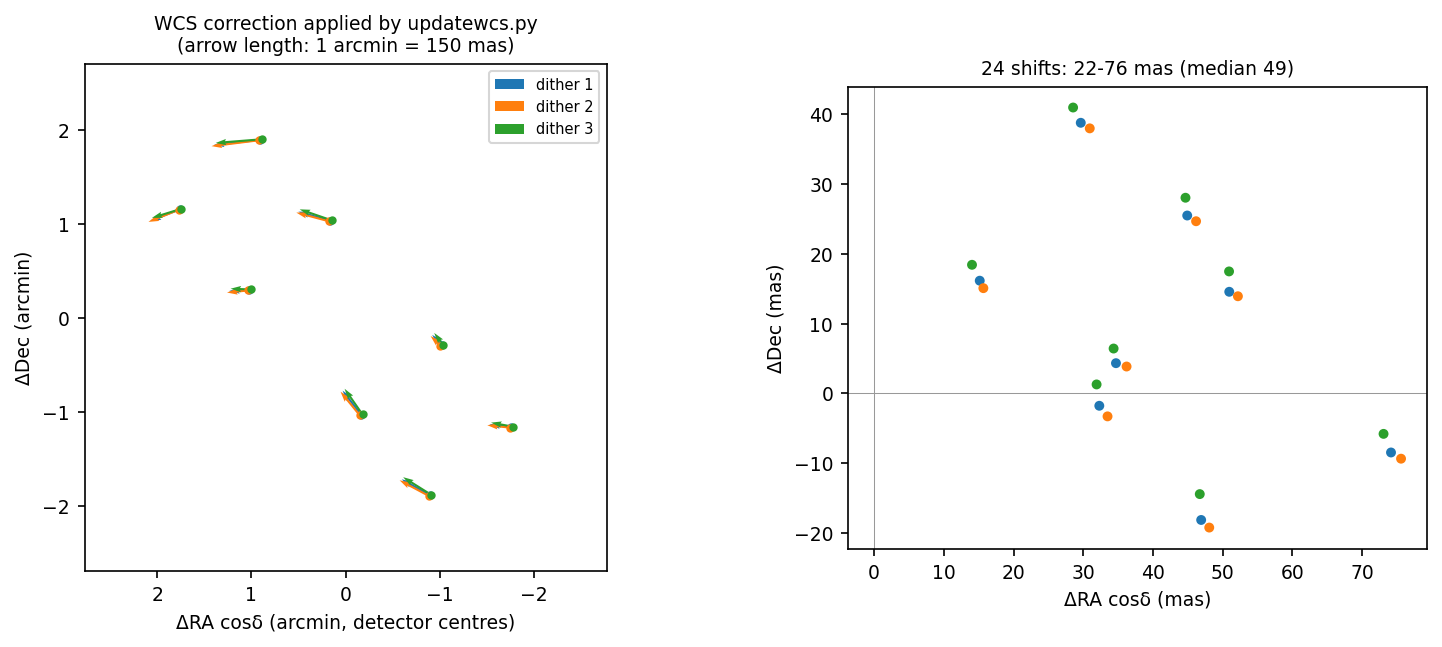 WCS correction applied by updatewcs.py
(arrow length: 1 arcmin = 150 mas)
dither 1
dither 2
dither 3
2
1
0
−1
−2
ΔDec (arcmin)
2
1
0
−1
−2
ΔRA cosδ (arcmin, detector centres)
24 shifts: 22-76 mas (median 49)
40
30
20
10
0
−10
−20
ΔDec (mas)
0
10
20
30
40
50
60
70
ΔRA cosδ (mas)